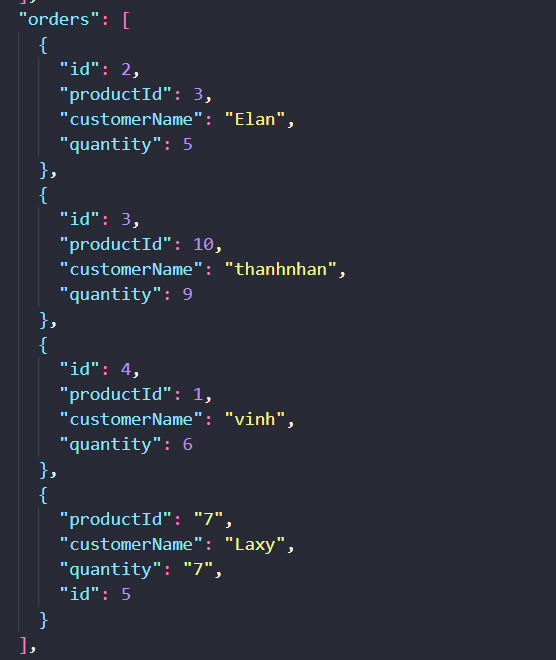 ],
"orders": [
{
"id": 2,
"productId": 3,
"customerName": "Elan",
"quantity": 5
},
{
"id": 3,
"productId": 10,
"customerName": "thanhnhan",
"quantity": 9
},
{
"id": 4,
"productId": 1,
"customerName": "vinh",
"quantity": 6
},
{
"productId": "7",
"customerName": "Laxy",
"quantity": "7",
"id": 5
}
],